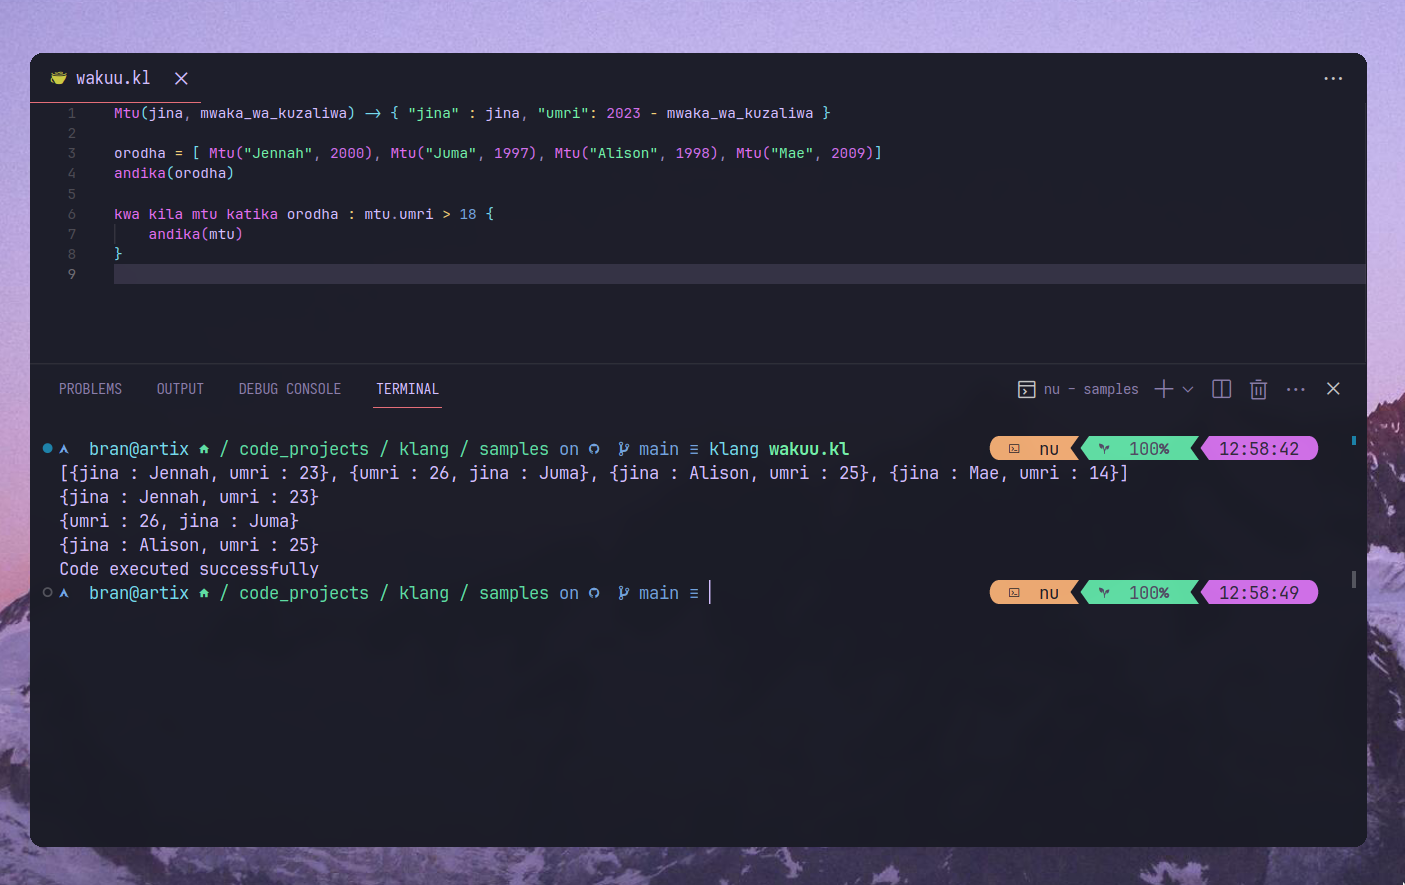 wakuu.kl
1 Mtu(jina, mwaka_wa_kuzaliwa) -> { "jina" : jina, "umri": 2023 - mwaka_wa_kuzaliwa }
2
3 orodha = [ Mtu("Jennah", 2000), Mtu("Juma", 1997), Mtu("Alison", 1998), Mtu("Mae", 2009)]
4 andika(orodha)
5
6 kwa kila mtu katika orodha : mtu.umri > 18 {
7 andika(mtu)
8 }
9
PROBLEMS OUTPUT DEBUG CONSOLE TERMINAL nu - samples
bran@artix / code_projects / klang / samples on main ≡ klang wakuu.kl nu 100% 12:58:42
[{jina : Jennah, umri : 23}, {umri : 26, jina : Juma}, {jina : Alison, umri : 25}, {jina : Mae, umri : 14}]
{jina : Jennah, umri : 23}
{umri : 26, jina : Juma}
{jina : Alison, umri : 25}
Code executed successfully
bran@artix / code_projects / klang / samples on main ≡ nu 100% 12:58:49